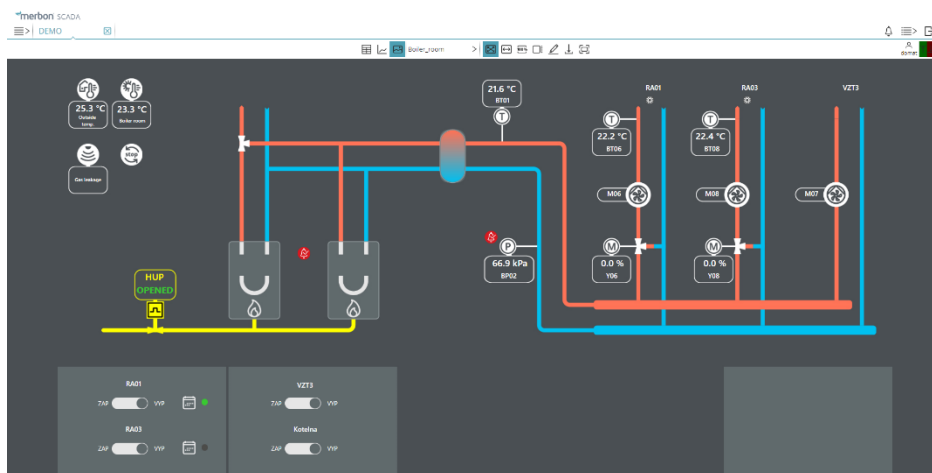 merbon SCADA
DEMO
Boiler_room
domat
25.3 °C
Outside
temp.
23.3 °C
Boiler room
stop
Gas leakage
21.6 °C
BT01
T
RA01
RA03
VZT3
T
22.2 °C
BT06
T
22.4 °C
BT08
M06
M08
M07
P
66.9 kPa
BP02
M
0.0 %
Y06
M
0.0 %
Y08
HUP
OPENED
RA01
ZAP VYP
RA03
ZAP VYP
VZT3
ZAP VYP
Kotelna
ZAP VYP